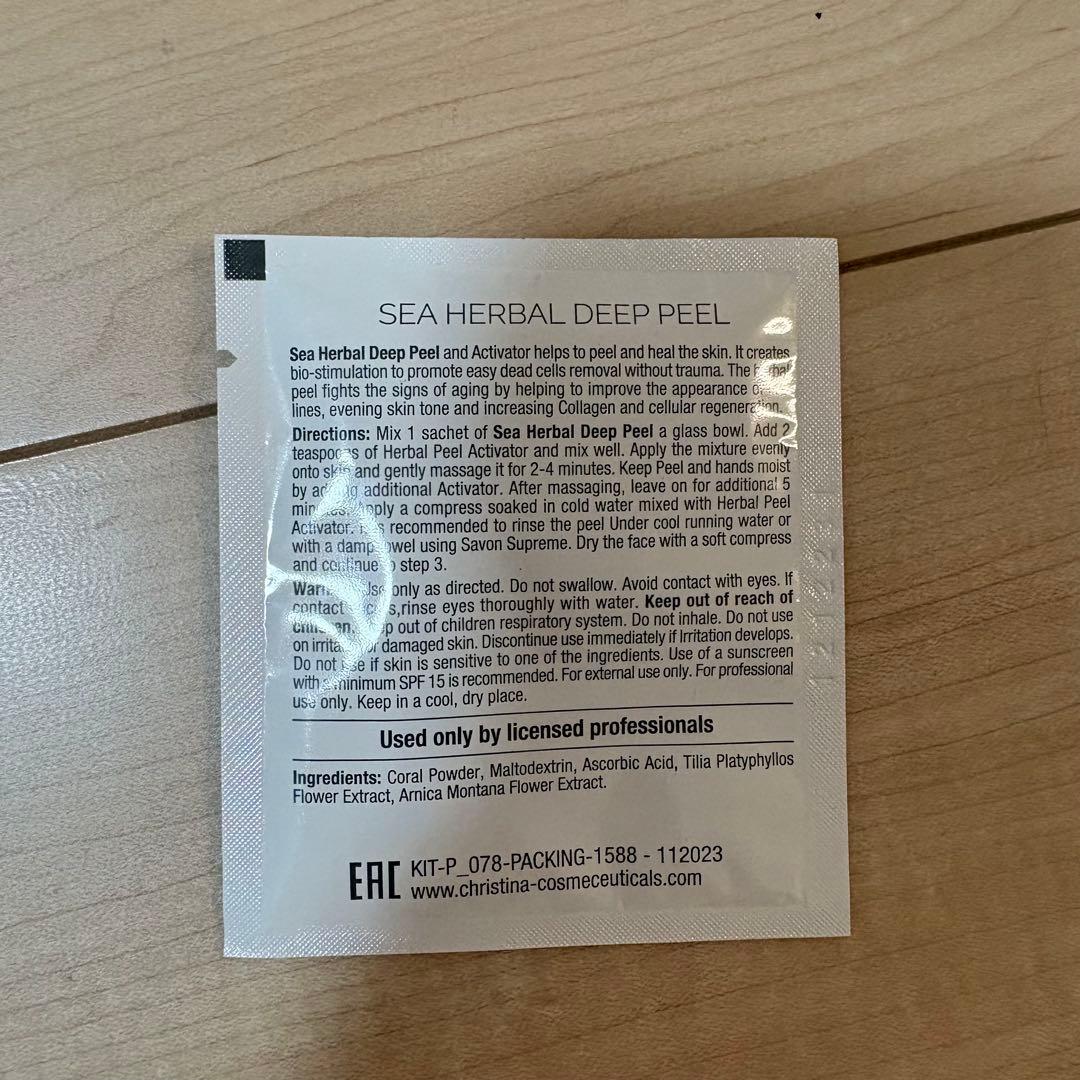 SEA HERBAL DEEP PEEL
Sea Herbal Deep Peel and Activator helps to peel and heal the skin. It creates
bio-stimulation to promote easy dead cells removal without trauma. The
peel fights the signs of aging by helping to improve the appearance
lines, evening skin tone and increasing Collagen and cellular regeneration.
Directions: Mix 1 sachet of Sea Herbal Deep Peel a glass bowl. Add 2
teaspoons of Herbal Peel Activator and mix well. Apply the mixture evenly
onto skin and gently massage it for 2-4 minutes. Keep Peel and hands moist
by adding additional Activator. After massaging, leave on for additional 5
minutes. Apply a compress soaked in cold water mixed with Herbal Peel
Activator. recommended to rinse the peel Under cool running water or
with a damp towel using Savon Supreme. Dry the face with a soft compress
and continue to step 3.
Use only as directed. Do not swallow. Avoid contact with eyes. If
contact rinse eyes thoroughly with water. Keep out of reach of
children. out of children respiratory system. Do not inhale. Do not use
on or damaged skin. Discontinue use immediately if Irritation develops.
Do not use if skin is sensitive to one of the ingredients. Use of a sunscreen
with a minimum SPF 15 is recommended. For external use only. For professional
use only. Keep in a cool, dry place.
Used only by licensed professionals
Ingredients: Coral Powder, Maltodextrin, Ascorbic Acid, Tilia Platyphyllos
Flower Extract, Arnica Montana Flower Extract.
EAC KIT-P_078-PACKING-1588 - 112023
www.christina-cosmeceuticals.com